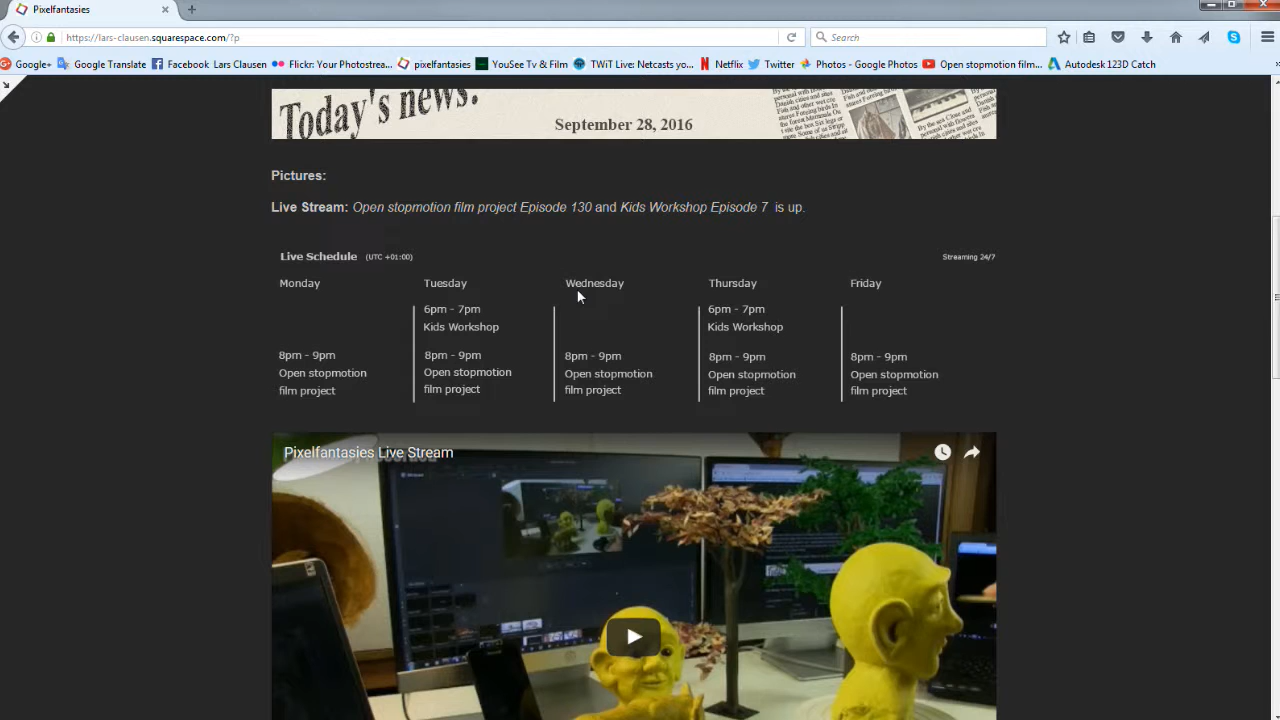 Pixelfantasies
https://lars-clausen.squarespace.com/?p
Search
Google+ Google Translate Facebook Lars Clausen Flickr: Your Photostrea... pixelfantasies YouSee Tv & Film TWiT Live: Netcasts yo... Netflix Twitter Photos - Google Photos Open stopmotion film... Autodesk 123D Catch
Today's news.
September 28, 2016
Pictures:
Live Stream: Open stopmotion film project Episode 130 and Kids Workshop Episode 7 is up.
Live Schedule (UTC +01:00) Streaming 24/7
Monday Tuesday Wednesday Thursday Friday
6pm - 7pm 6pm - 7pm
Kids Workshop Kids Workshop
8pm - 9pm 8pm - 9pm 8pm - 9pm 8pm - 9pm 8pm - 9pm
Open stopmotion Open stopmotion Open stopmotion Open stopmotion Open stopmotion
film project film project film project film project film project
Pixelfantasies Live Stream